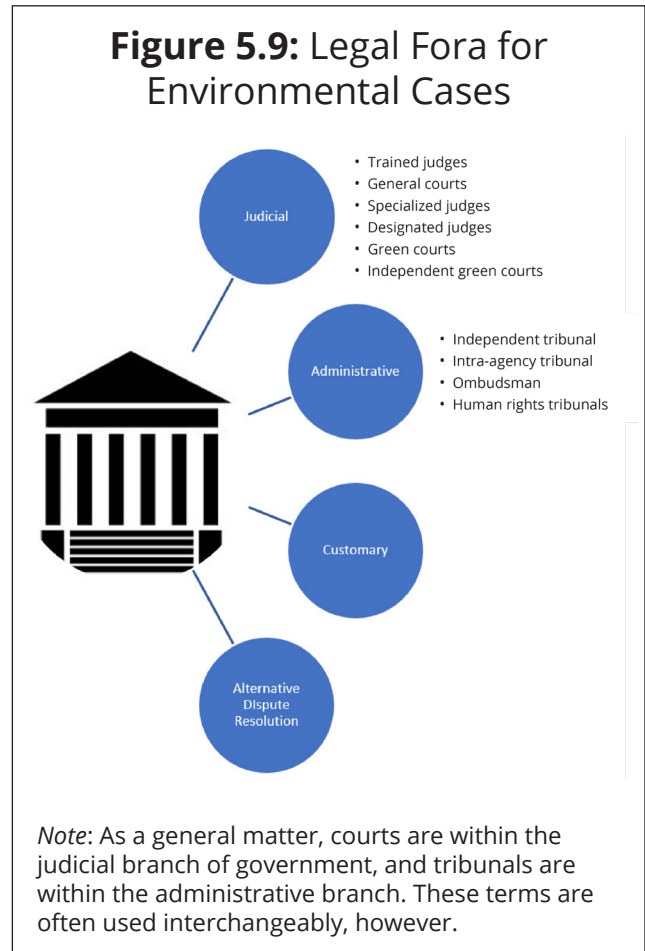 Figure 5.9: Legal Fora for
Environmental Cases
Judicial
• Trained judges
• General courts
• Specialized judges
• Designated judges
• Green courts
• Independent green courts
Administrative
• Independent tribunal
• Intra-agency tribunal
• Ombudsman
• Human rights tribunals
Customary
Alternative
Dispute
Resolution
Note: As a general matter, courts are within the
judicial branch of government, and tribunals are
within the administrative branch. These terms are
often used interchangeably, however.